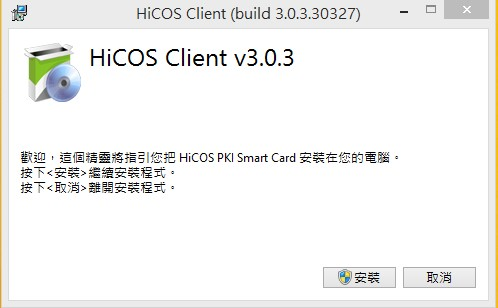 HiCOS Client (build 3.0.3.30327)
HiCOS Client v3.0.3
歡迎，這個精靈將指引您把 HiCOS PKI Smart Card 安裝在您的電腦。
按下<安裝>繼續安裝程式。
按下<取消>離開安裝程式。
安裝
取消